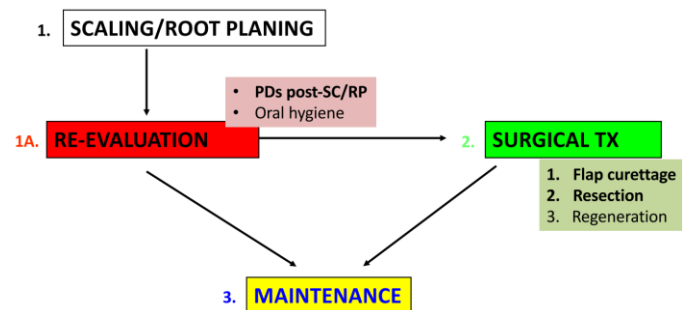 1. SCALING/ROOT PLANING
• PDs post-SC/RP
• Oral hygiene
1A. RE-EVALUATION
2. SURGICAL TX
1. Flap curettage
2. Resection
3. Regeneration
3. MAINTENANCE